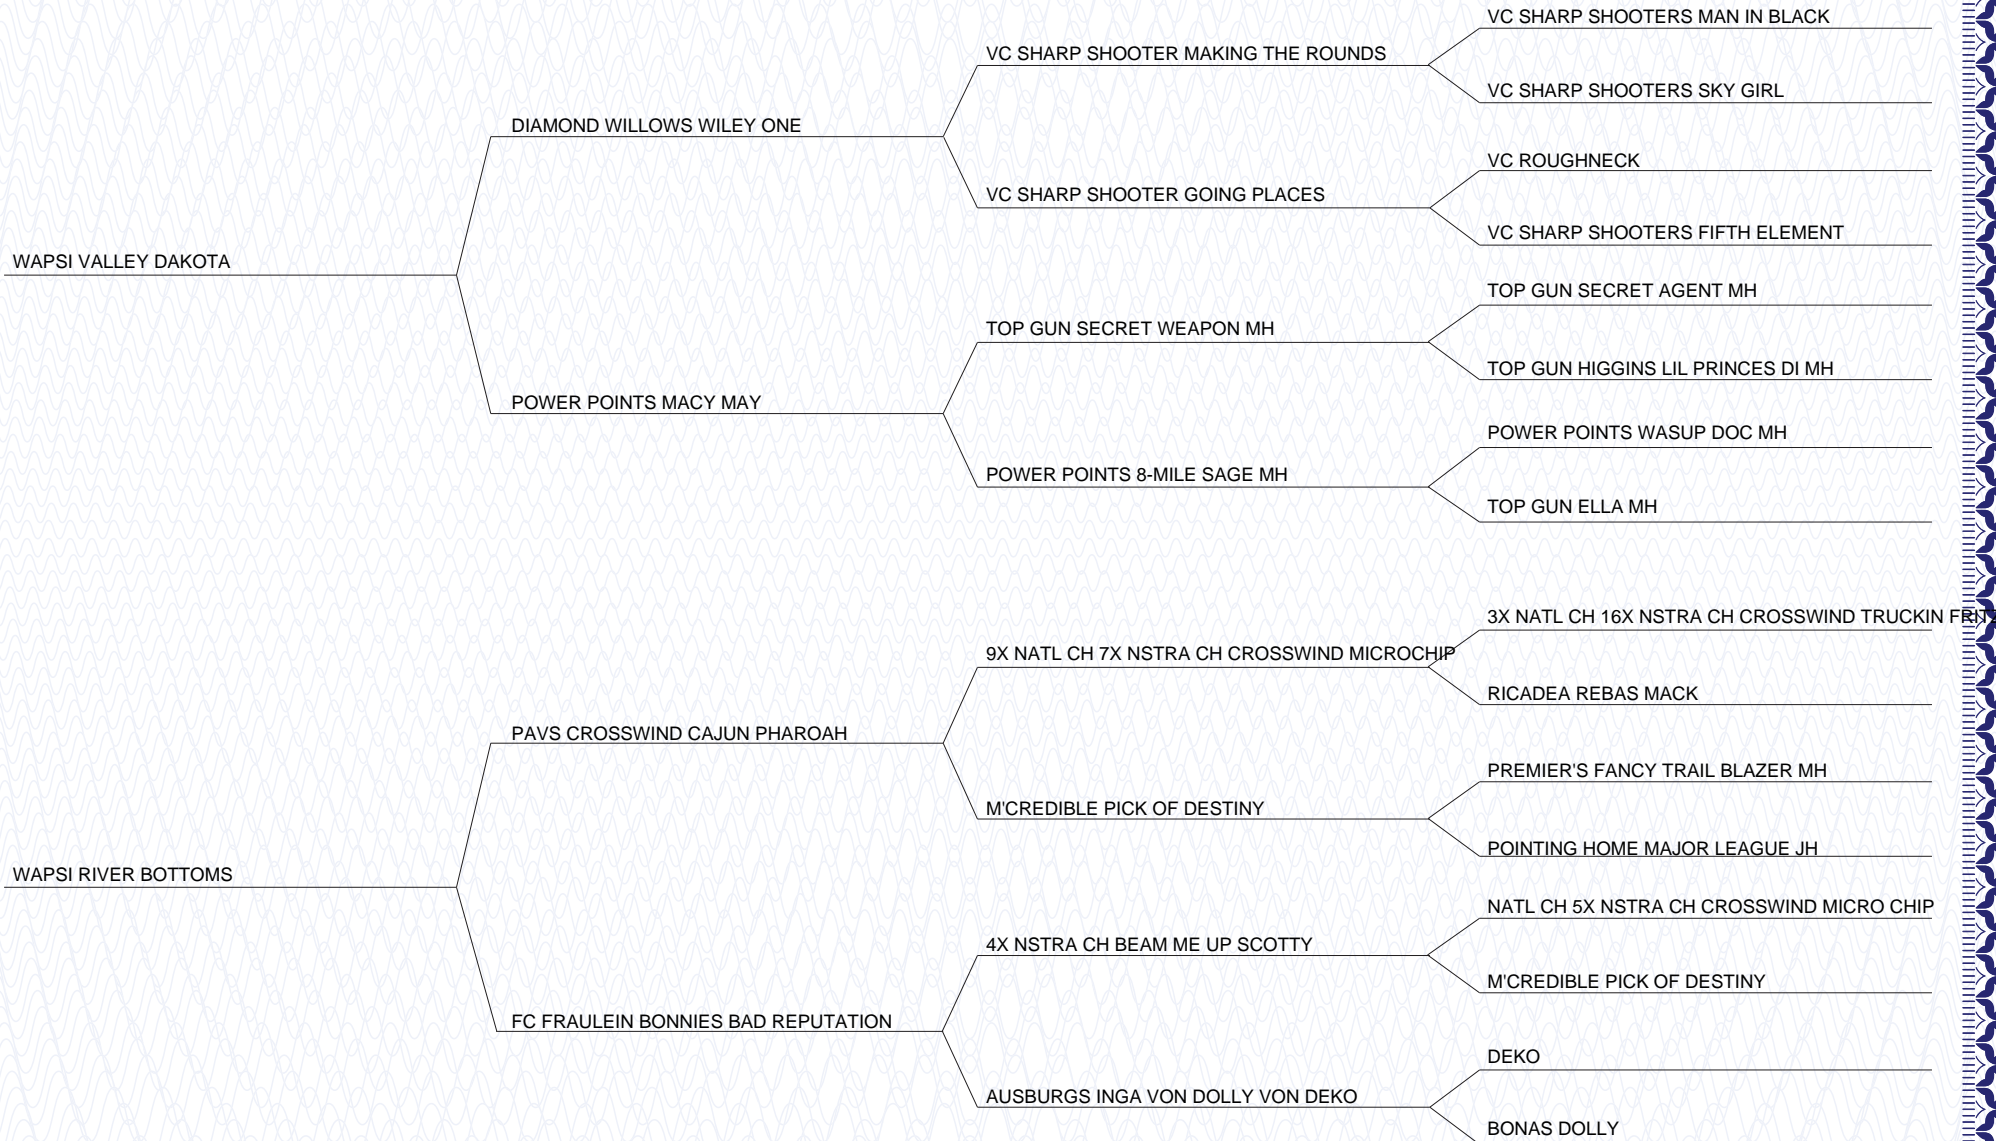 VC SHARP SHOOTERS MAN IN BLACK
VC SHARP SHOOTER MAKING THE ROUNDS
VC SHARP SHOOTERS SKY GIRL
DIAMOND WILLOWS WILEY ONE
VC ROUGHNECK
VC SHARP SHOOTER GOING PLACES
VC SHARP SHOOTERS FIFTH ELEMENT
WAPSI VALLEY DAKOTA
TOP GUN SECRET AGENT MH
TOP GUN SECRET WEAPON MH
TOP GUN HIGGINS LIL PRINCES DI MH
POWER POINTS MACY MAY
POWER POINTS WASUP DOC MH
POWER POINTS 8-MILE SAGE MH
TOP GUN ELLA MH
3X NATL CH 16X NSTRA CH CROSSWIND TRUCKIN FRITZ
9X NATL CH 7X NSTRA CH CROSSWIND MICROCHIP
RICADEA REBAS MACK
PAVS CROSSWIND CAJUN PHAROAH
PREMIER'S FANCY TRAIL BLAZER MH
M'CREDIBLE PICK OF DESTINY
POINTING HOME MAJOR LEAGUE JH
WAPSI RIVER BOTTOMS
NATL CH 5X NSTRA CH CROSSWIND MICRO CHIP
4X NSTRA CH BEAM ME UP SCOTTY
M'CREDIBLE PICK OF DESTINY
FC FRAULEIN BONNIES BAD REPUTATION
DEKO
AUSBURGS INGA VON DOLLY VON DEKO
BONAS DOLLY